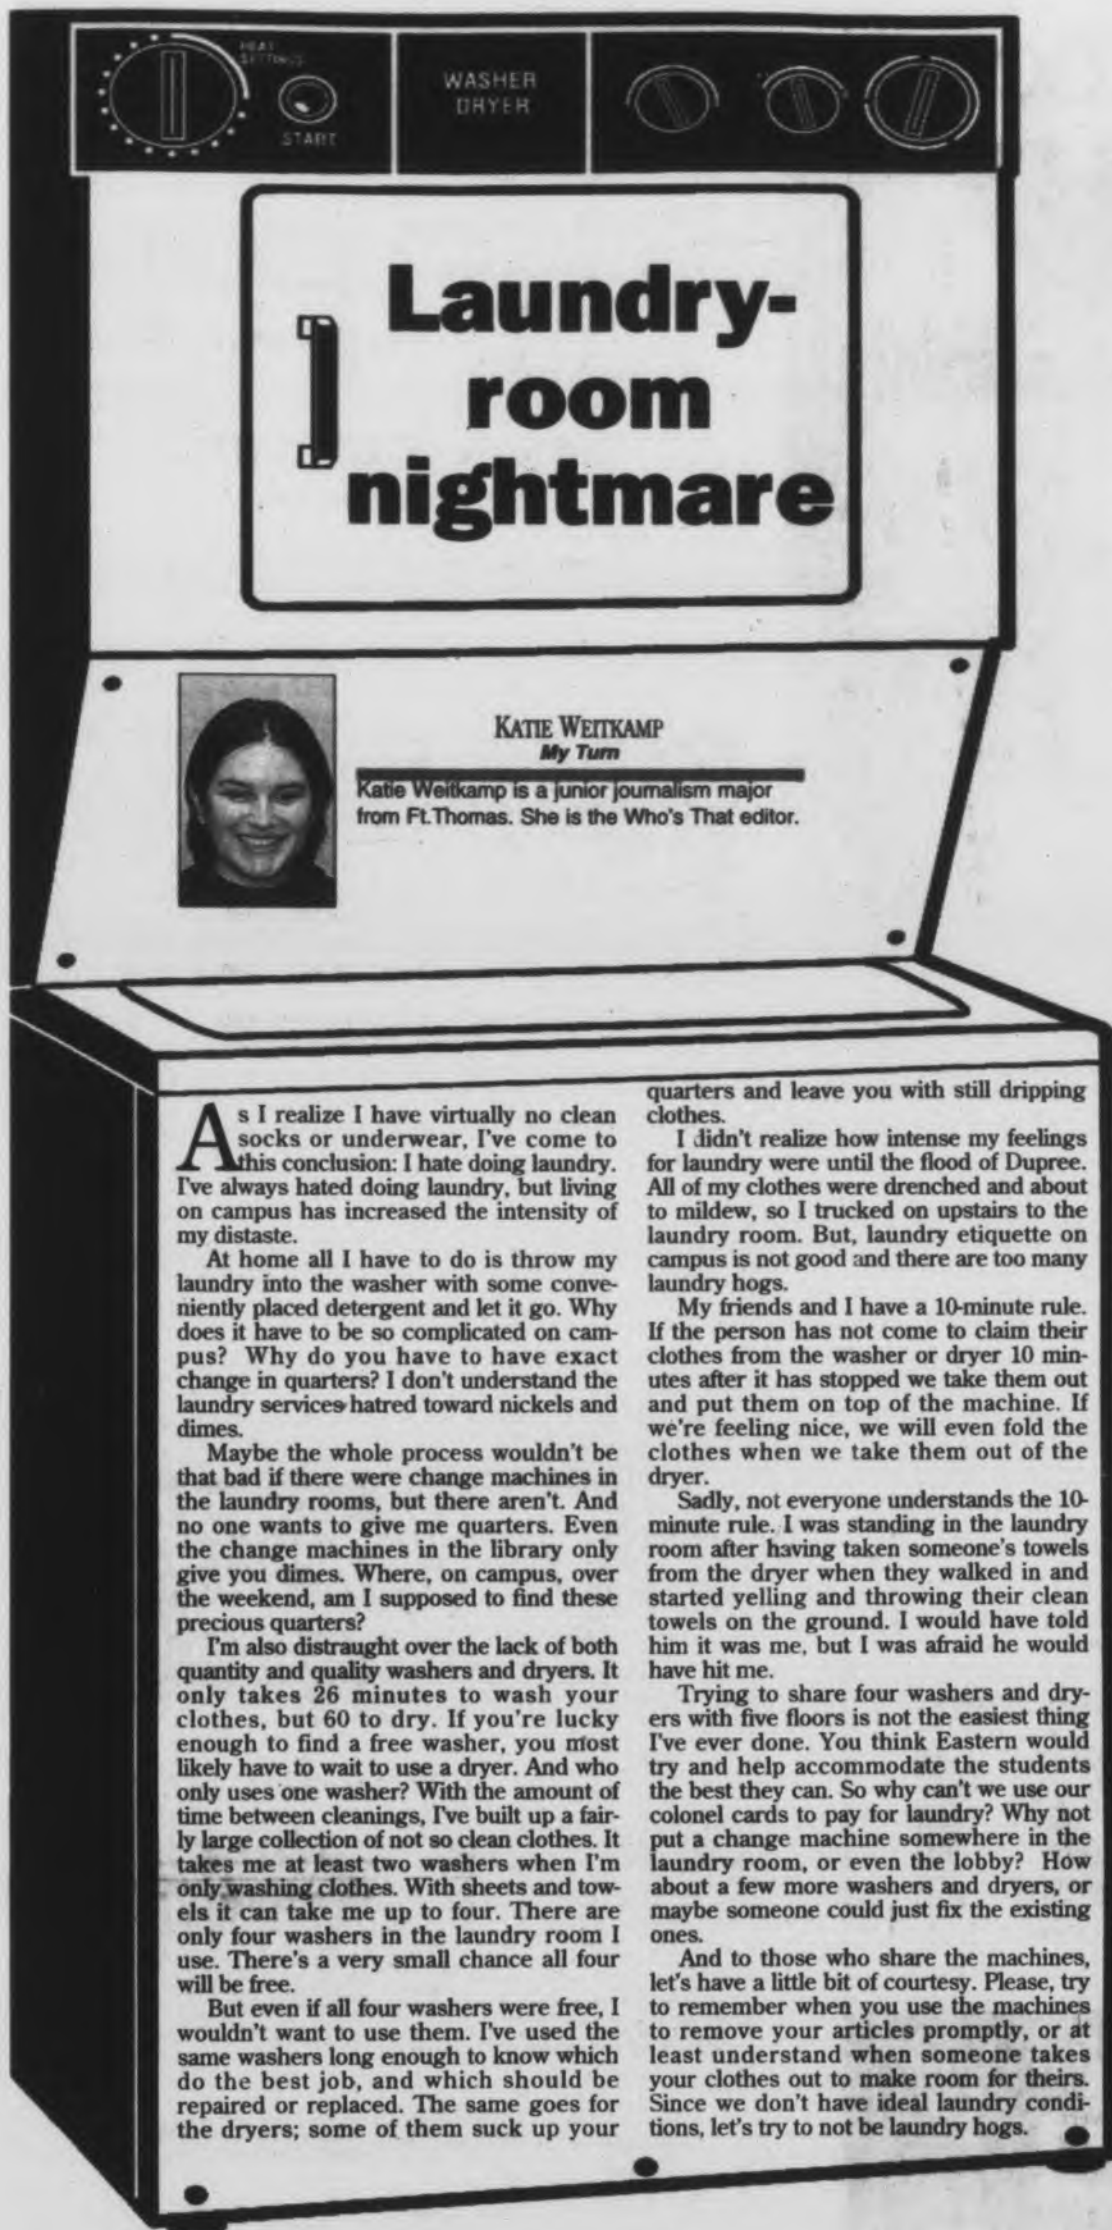 HEAT
SETTINGS
START
WASHER
DRYER
Laundry-
room
nightmare
KATIE WEITKAMP
My Turn
Katie Weitkamp is a junior journalism major
from Ft.Thomas. She is the Who's That editor.
As I realize I have virtually no clean
socks or underwear, I've come to
this conclusion: I hate doing laundry.
I've always hated doing laundry, but living
on campus has increased the intensity of
my distaste.
At home all I have to do is throw my
laundry into the washer with some conve-
niently placed detergent and let it go. Why
does it have to be so complicated on cam-
pus? Why do you have to have exact
change in quarters? I don't understand the
laundry services hatred toward nickels and
dimes.
Maybe the whole process wouldn't be
that bad if there were change machines in
the laundry rooms, but there aren't. And
no one wants to give me quarters. Even
the change machines in the library only
give you dimes. Where, on campus, over
the weekend, am I supposed to find these
precious quarters?
I'm also distraught over the lack of both
quantity and quality washers and dryers. It
only takes 26 minutes to wash your
clothes, but 60 to dry. If you're lucky
enough to find a free washer, you most
likely have to wait to use a dryer. And who
only uses one washer? With the amount of
time between cleanings, I've built up a fair-
ly large collection of not so clean clothes. It
takes me at least two washers when I'm
only washing clothes. With sheets and tow-
els it can take me up to four. There are
only four washers in the laundry room I
use. There's a very small chance all four
will be free.
But even if all four washers were free, I
wouldn't want to use them. I've used the
same washers long enough to know which
do the best job, and which should be
repaired or replaced. The same goes for
the dryers; some of them suck up your
quarters and leave you with still dripping
clothes.
I didn't realize how intense my feelings
for laundry were until the flood of Dupree.
All of my clothes were drenched and about
to mildew, so I trucked on upstairs to the
laundry room. But, laundry etiquette on
campus is not good and there are too many
laundry hogs.
My friends and I have a 10-minute rule.
If the person has not come to claim their
clothes from the washer or dryer 10 min-
utes after it has stopped we take them out
and put them on top of the machine. If
we're feeling nice, we will even fold the
clothes when we take them out of the
dryer.
Sadly, not everyone understands the 10-
minute rule. I was standing in the laundry
room after having taken someone's towels
from the dryer when they walked in and
started yelling and throwing their clean
towels on the ground. I would have told
him it was me, but I was afraid he would
have hit me.
Trying to share four washers and dry-
ers with five floors is not the easiest thing
I've ever done. You think Eastern would
try and help accommodate the students
the best they can. So why can't we use our
colonel cards to pay for laundry? Why not
put a change machine somewhere in the
laundry room, or even the lobby? How
about a few more washers and dryers, or
maybe someone could just fix the existing
ones.
And to those who share the machines,
let's have a little bit of courtesy. Please, try
to remember when you use the machines
to remove your articles promptly, or at
least understand when someone takes
your clothes out to make room for theirs.
Since we don't have ideal laundry condi-
tions, let's try to not be laundry hogs.